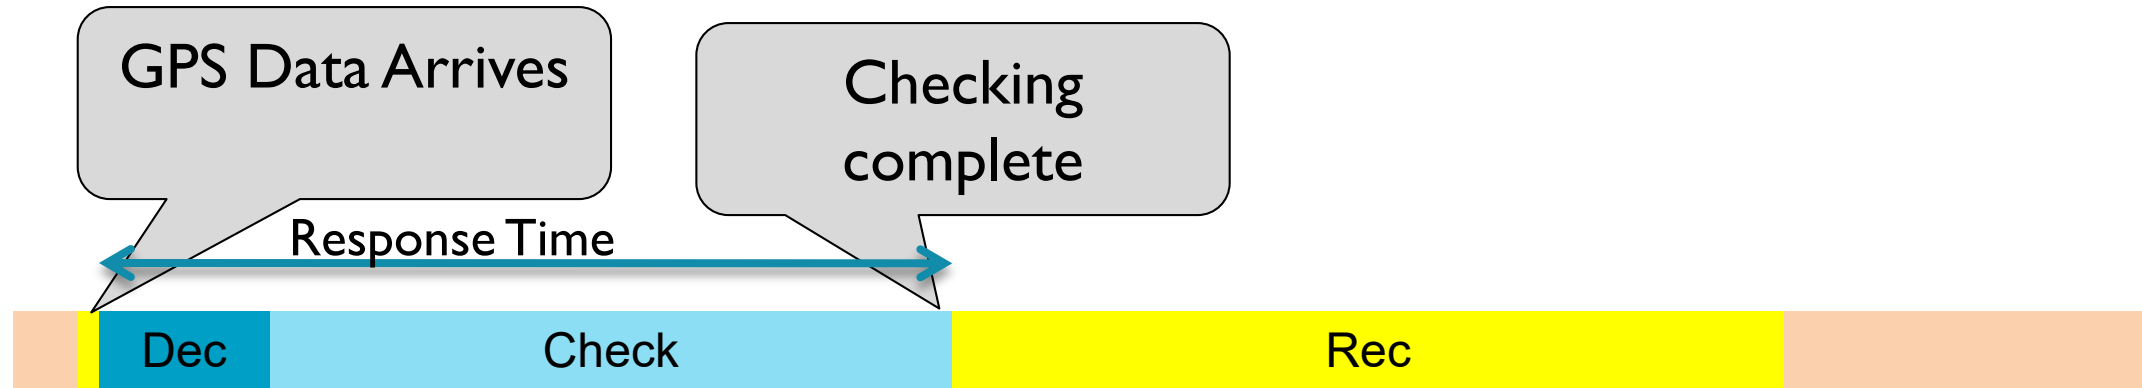 GPS Data Arrives
Checking
complete
Response Time
Dec
Check
Rec